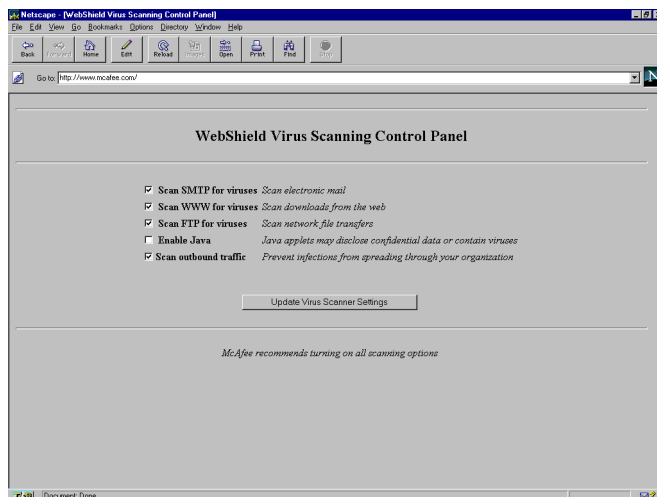 Netscape - [WebShield Virus Scanning Control Panel]
File Edit View Go Bookmarks Options Directory Window Help
Back Forward Home Edit Reload Images Open Print Find Stop
Go to: http://www.mcafee.com/
WebShield Virus Scanning Control Panel
Scan SMTP for viruses Scan electronic mail
Scan WWW for viruses Scan downloads from the web
Scan FTP for viruses Scan network file transfers
Enable Java Java applets may disclose confidential data or contain viruses
Scan outbound traffic Prevent infections from spreading through your organization
Update Virus Scanner Settings
McAfee recommends turning on all scanning options
Document: Done